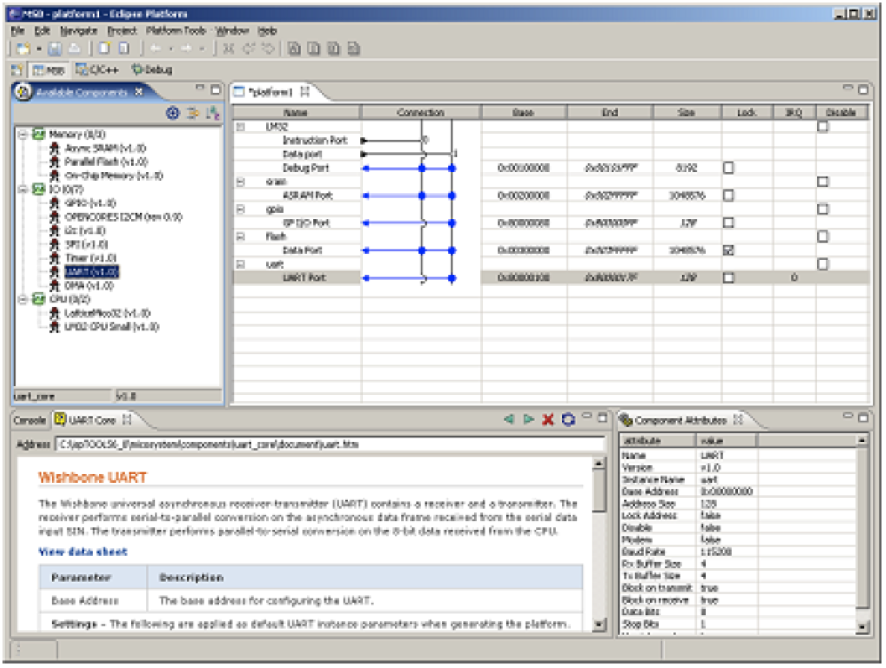 MSB - platform1 - Eclipse Platform
File Edit Navigate Project Platform Tools Window Help
MSB C/C++ Debug
Available Components
*platform1
Name Connection Base End Size Lock IRQ Disable
LM32
Instruction Port 0
Data port 1
Debug Port 0x00100000 0x00101FFF 8192
sram
ASRAM Port 0x00200000 0x002FFFFF 1048576
gpio
GP I/O Port 0x80000080 0x800000FF 128
flash
Data Port 0x00300000 0x003FFFFF 1048576
uart
UART Port 0x80000100 0x8000017F 128 0
Memory (0/3)
Async SRAM (v1.0)
Parallel Flash (v1.0)
On-Chip Memory (v1.0)
IO (0/7)
GPIO (v1.0)
OPENCORES I2CM (rev 0.9)
(v1.0)
SPI (v1.0)
Timer (v1.0)
UART (v1.0)
DMA (v1.0)
CPU (0/2)
LatticeMico32 (v1.0)
LM32 CPU Small (v1.0)
uart_core v1.0
Console UART Core
Address C:\ispTOOLS6_0\micosystem\components\uart_core\document\uart.htm
Wishbone UART
The Wishbone universal asynchronous receiver-transmitter (UART) contains a receiver and a transmitter. The
receiver performs serial-to-parallel conversion on the asynchronous data frame received from the serial data
input SIN. The transmitter performs parallel-to-serial conversion on the 8-bit data received from the CPU.
View data sheet
Parameter Description
Base Address The base address for configuring the UART.
Settings - The following are applied as default UART instance parameters when generating the platform.
Component Attributes
attribute value
Name UART
Version v1.0
Instance Name uart
Base Address 0x00000000
Address Size 128
Lock Address false
Disable false
Modem false
Baud Rate 115200
Rx Buffer Size 4
Tx Buffer Size 4
Block on transmit true
Block on receive true
Data Bits 8
Stop Bits 1